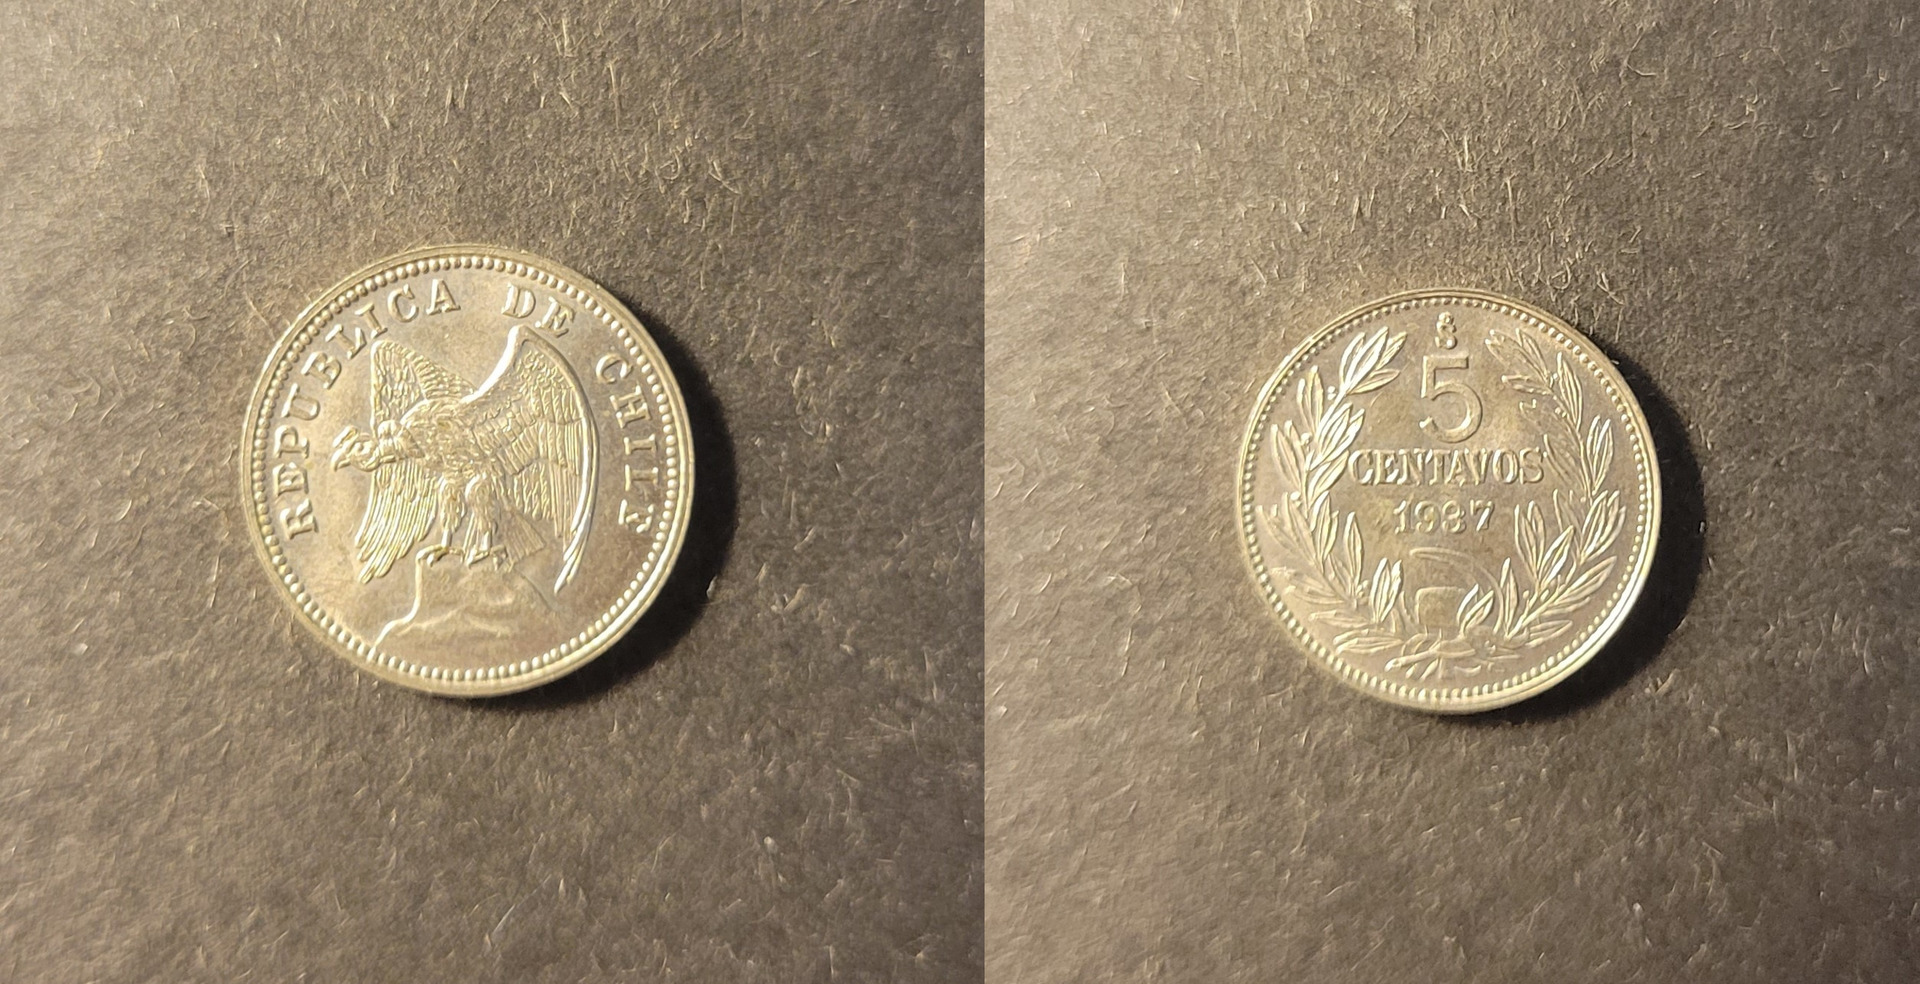 REPUBLICA DE CHILE
S
5
CENTAVOS
1937